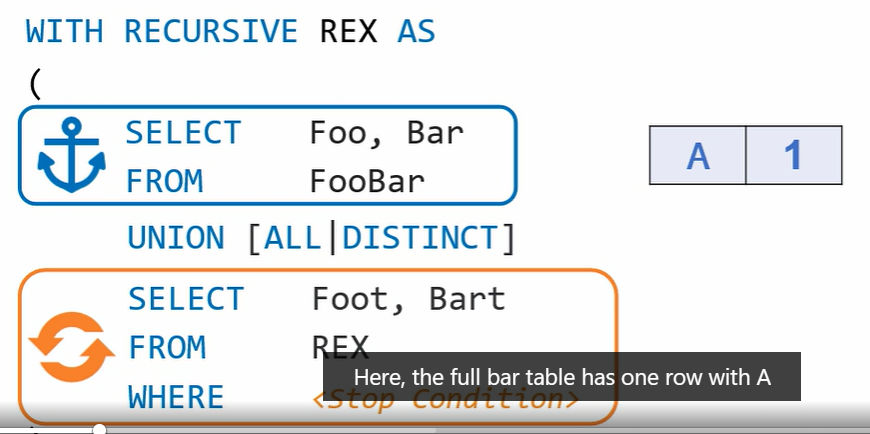 WITH RECURSIVE REX AS
(
SELECT Foo, Bar
FROM FooBar
A 1
UNION [ALL|DISTINCT]
SELECT Foot, Bart
FROM REX
Here, the full bar table has one row with A
WHERE <Stop Condition>